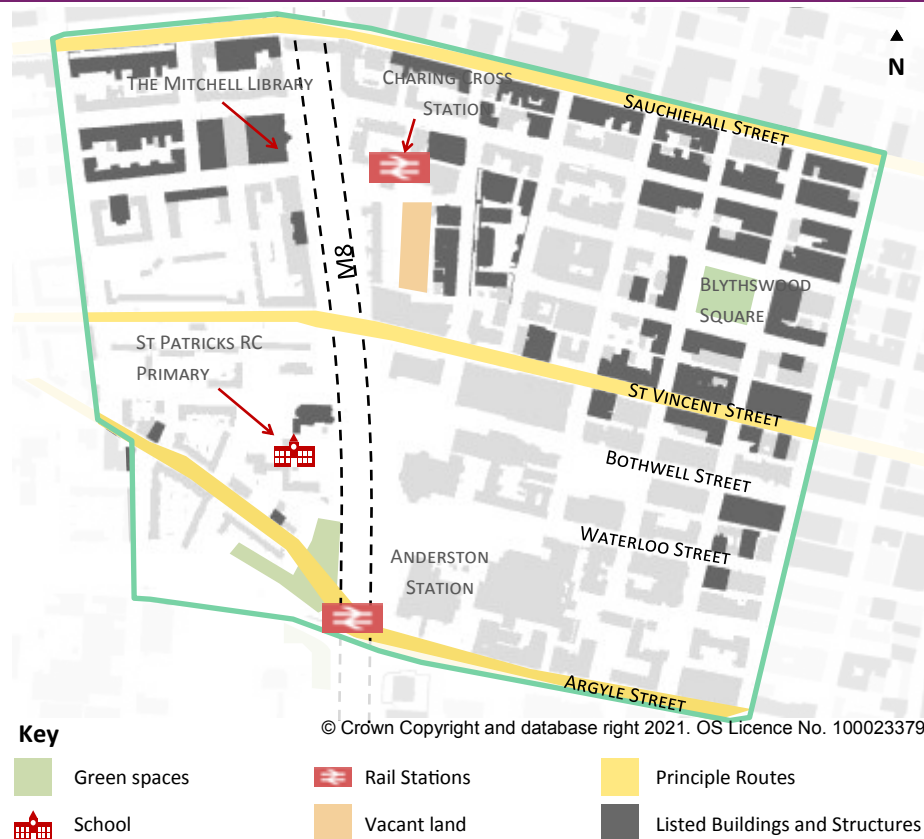 THE MITCHELL LIBRARY
CHARING CROSS
STATION
N
SAUCHIEHALL STREET
M8
BLYTHSWOOD
SQUARE
ST PATRICKS RC
PRIMARY
ST VINCENT STREET
BOTHWELL STREET
WATERLOO STREET
ANDERSTON
STATION
ARGYLE STREET
Key
© Crown Copyright and database right 2021. OS Licence No. 100023379
Green spaces
Rail Stations
Principle Routes
School
Vacant land
Listed Buildings and Structures